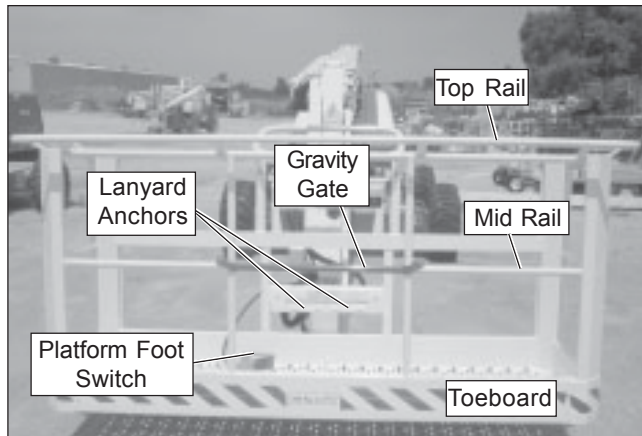 Top Rail
Gravity
Gate
Lanyard
Anchors
Mid Rail
Platform Foot
Switch
Toeboard